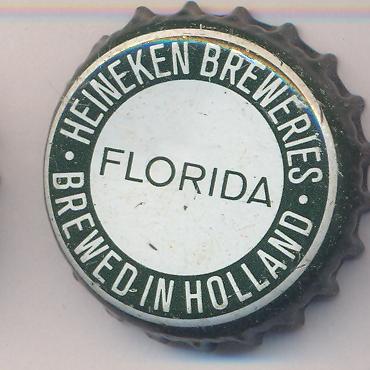 • HEINEKEN BREWERIES •
FLORIDA
BREWED IN HOLLAND